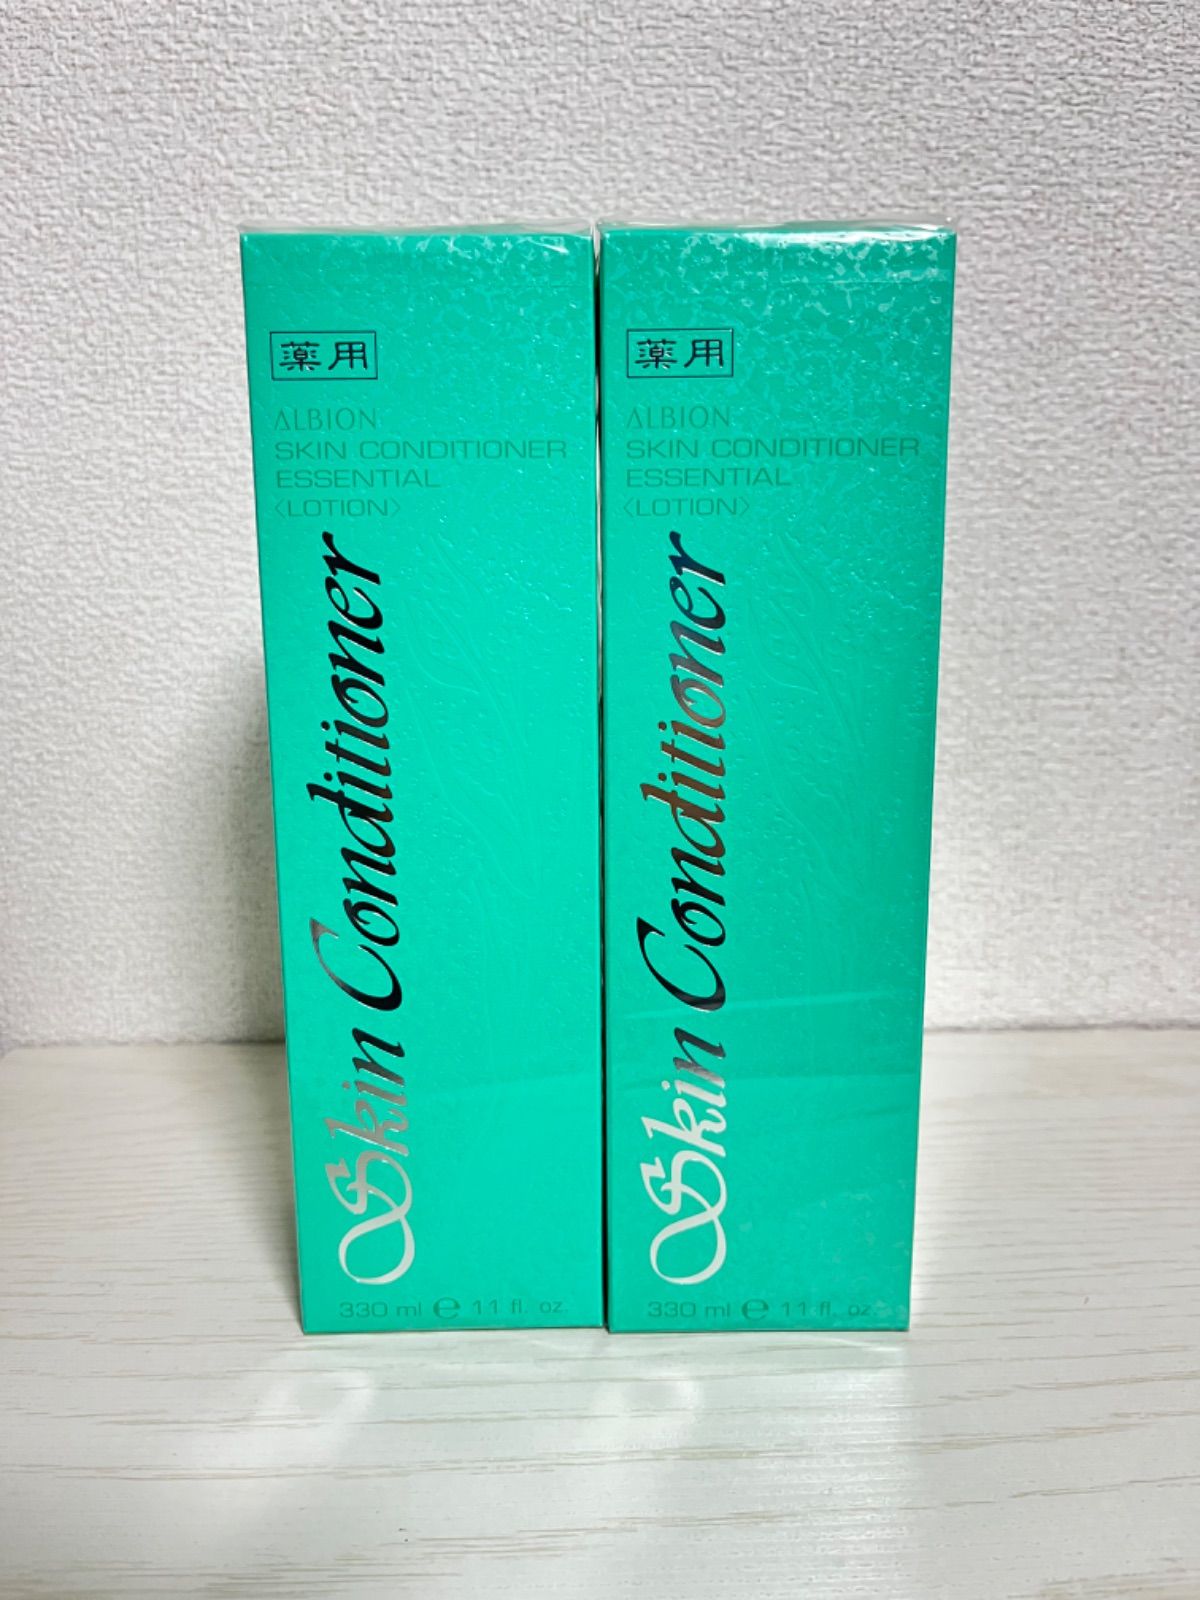 薬用
ALBION
SKIN CONDITIONER
ESSENTIAL
〈LOTION〉
Skin Conditioner
330 ml ℮ 11 fl. oz.
薬用
ALBION
SKIN CONDITIONER
ESSENTIAL
〈LOTION〉
Skin Conditioner
330 ml ℮ 11 fl. oz.